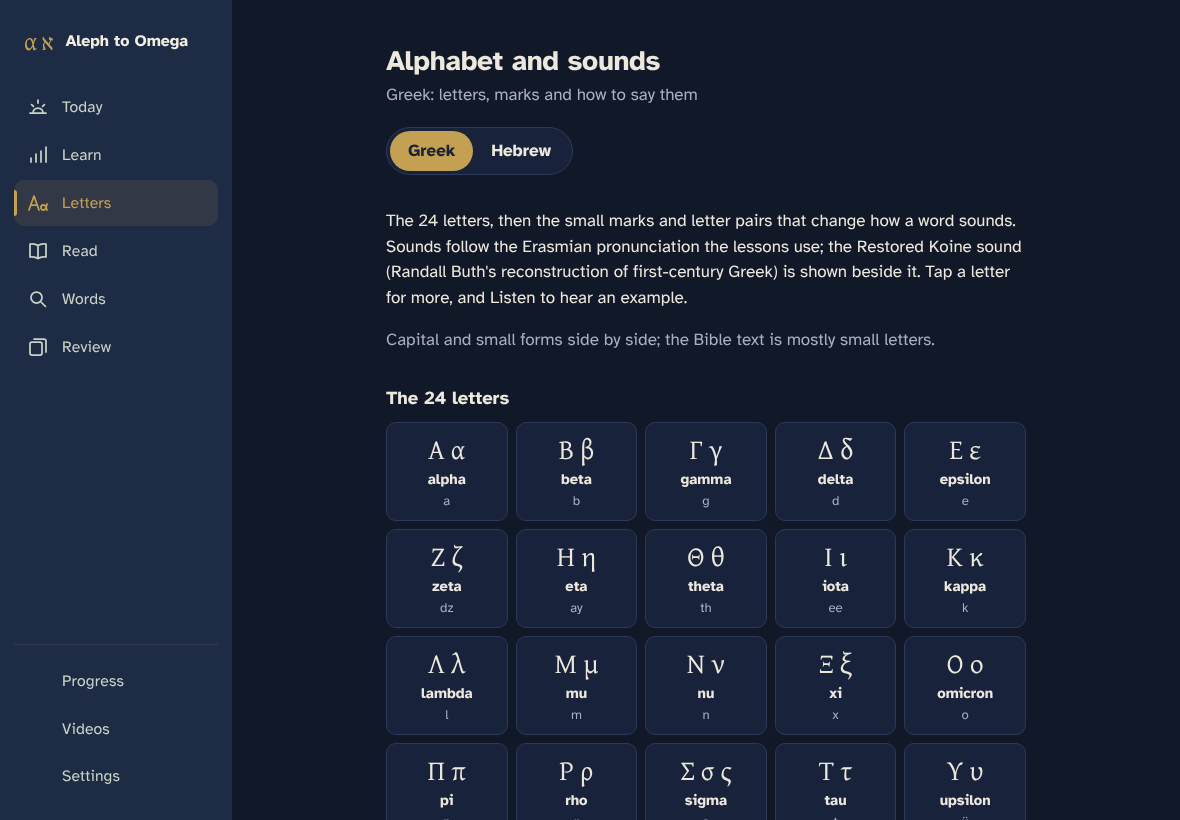 α א Aleph to Omega
Today
Learn
Aα Letters
Read
Words
Review
Progress
Videos
Settings
Alphabet and sounds
Greek: letters, marks and how to say them
Greek Hebrew
The 24 letters, then the small marks and letter pairs that change how a word sounds.
Sounds follow the Erasmian pronunciation the lessons use; the Restored Koine sound
(Randall Buth's reconstruction of first-century Greek) is shown beside it. Tap a letter
for more, and Listen to hear an example.
Capital and small forms side by side; the Bible text is mostly small letters.
The 24 letters
Α α Β β Γ γ Δ δ Ε ε
alpha beta gamma delta epsilon
a b g d e
Ζ ζ Η η Θ θ Ι ι Κ κ
zeta eta theta iota kappa
dz ay th ee k
Λ λ Μ μ Ν ν Ξ ξ Ο ο
lambda mu nu xi omicron
l m n x o
Π π Ρ ρ Σ σ ς Τ τ Υ υ
pi rho sigma tau upsilon